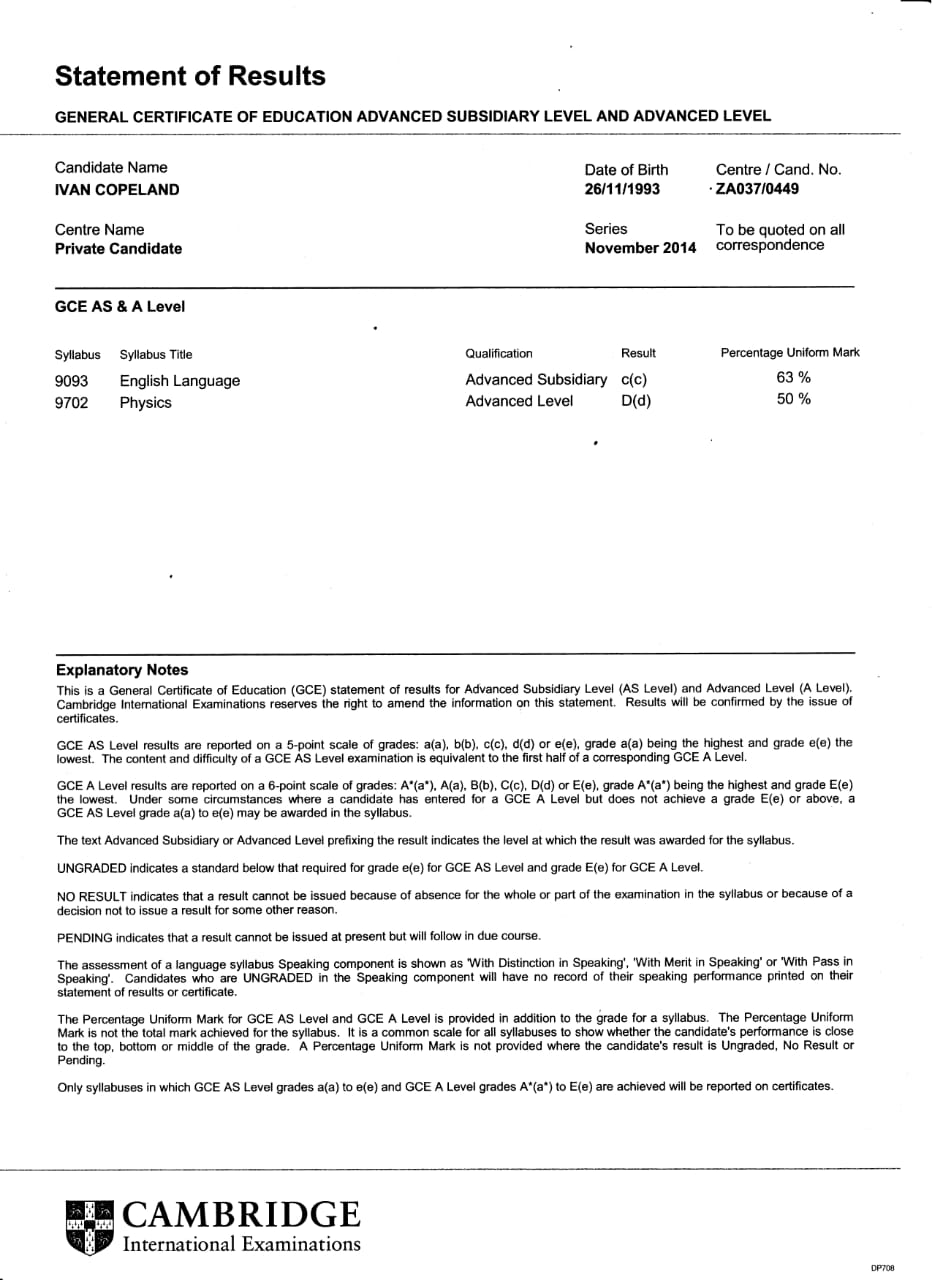 Statement of Results
GENERAL CERTIFICATE OF EDUCATION ADVANCED SUBSIDIARY LEVEL AND ADVANCED LEVEL
Candidate Name
IVAN COPELAND
Date of Birth
26/11/1993
Centre / Cand. No.
ZA037/0449
Centre Name
Private Candidate
Series
November 2014
To be quoted on all
correspondence
GCE AS & A Level
Syllabus Syllabus Title Qualification Result Percentage Uniform Mark
9093 English Language Advanced Subsidiary c(c) 63 %
9702 Physics Advanced Level D(d) 50 %
Explanatory Notes
This is a General Certificate of Education (GCE) statement of results for Advanced Subsidiary Level (AS Level) and Advanced Level (A Level).
Cambridge International Examinations reserves the right to amend the information on this statement. Results will be confirmed by the issue of
certificates.
GCE AS Level results are reported on a 5-point scale of grades: a(a), b(b), c(c), d(d) or e(e), grade a(a) being the highest and grade e(e) the
lowest. The content and difficulty of a GCE AS Level examination is equivalent to the first half of a corresponding GCE A Level.
GCE A Level results are reported on a 6-point scale of grades: A*(a*), A(a), B(b), C(c), D(d) or E(e), grade A*(a*) being the highest and grade E(e)
the lowest. Under some circumstances where a candidate has entered for a GCE A Level but does not achieve a grade E(e) or above, a
GCE AS Level grade a(a) to e(e) may be awarded in the syllabus.
The text Advanced Subsidiary or Advanced Level prefixing the result indicates the level at which the result was awarded for the syllabus.
UNGRADED indicates a standard below that required for grade e(e) for GCE AS Level and grade E(e) for GCE A Level.
NO RESULT indicates that a result cannot be issued because of absence for the whole or part of the examination in the syllabus or because of a
decision not to issue a result for some other reason.
PENDING indicates that a result cannot be issued at present but will follow in due course.
The assessment of a language syllabus Speaking component is shown as 'With Distinction in Speaking', 'With Merit in Speaking' or 'With Pass in
Speaking'. Candidates who are UNGRADED in the Speaking component will have no record of their speaking performance printed on their
statement of results or certificate.
The Percentage Uniform Mark for GCE AS Level and GCE A Level is provided in addition to the grade for a syllabus. The Percentage Uniform
Mark is not the total mark achieved for the syllabus. It is a common scale for all syllabuses to show whether the candidate's performance is close
to the top, bottom or middle of the grade. A Percentage Uniform Mark is not provided where the candidate's result is Ungraded, No Result or
Pending.
Only syllabuses in which GCE AS Level grades a(a) to e(e) and GCE A Level grades A*(a*) to E(e) are achieved will be reported on certificates.
CAMBRIDGE
International Examinations
DP708